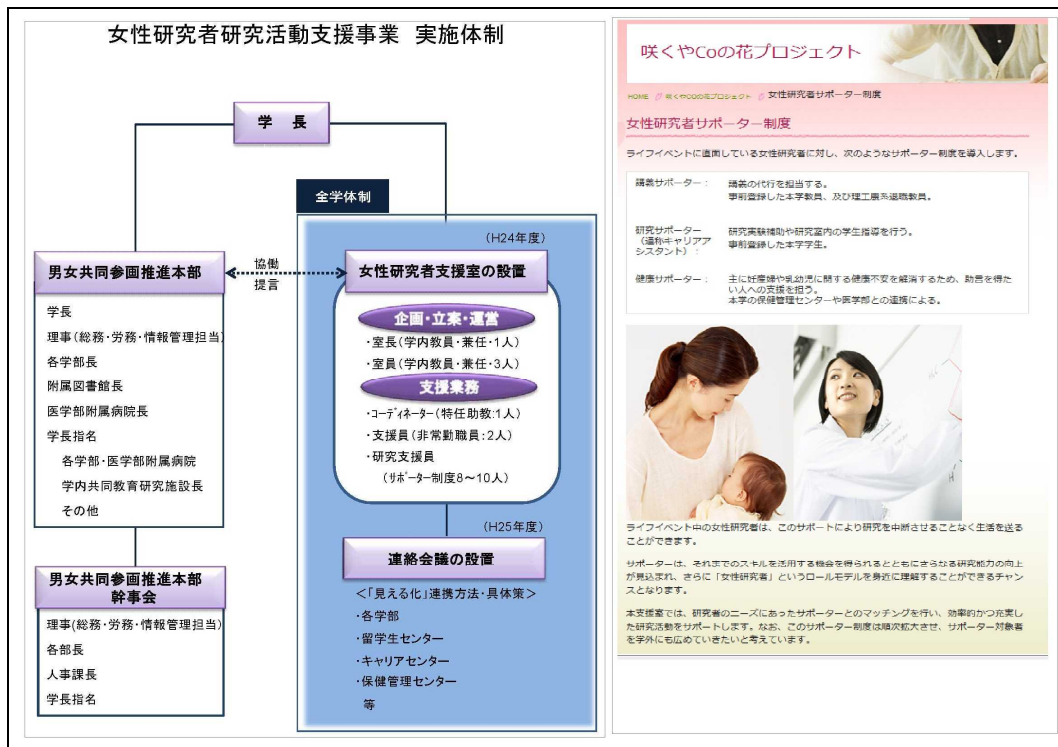 女性研究者研究活動支援事業 実施体制
学 長
全学体制
(H24年度)
男女共同参画推進本部
協働
提言
女性研究者支援室の設置
学長
理事(総務・労務・情報管理担当)
各学部長
附属図書館長
医学部附属病院長
学長指名
各学部・医学部附属病院
学内共同教育研究施設長
その他
企画・立案・運営
・室長(学内教員・兼任・1人)
・室員(学内教員・兼任・3人)
支援業務
・コーディネーター(特任助教:1人)
・支援員(非常勤職員:2人)
・研究支援員
(サポーター制度8~10人)
(H25年度)
男女共同参画推進本部
幹事会
理事(総務・労務・情報管理担当)
各部長
人事課長
学長指名
連絡会議の設置
<「見える化」連携方法・具体策>
・各学部
・留学生センター
・キャリアセンター
・保健管理センター
等
咲くやCoの花プロジェクト
HOME 咲くやCoの花プロジェクト 女性研究者サポーター制度
女性研究者サポーター制度
ライフイベントに直面している女性研究者に対し、次のようなサポーター制度を導入します。
講義サポーター: 講義の代行を担当する。
事前登録した本学教員、及び理工農系退職教員。
研究サポーター 研究実験補助や研究室内の学生指導を行う。
(通称キャリアア 事前登録した本学学生。
シスタント):
健康サポーター: 主に妊産婦や乳幼児に関する健康不安を解消するため、助言を得た
い人への支援を担う。
本学の保健管理センターや医学部との連携による。
ライフイベント中の女性研究者は、このサポートにより研究を中断させることなく生活を送る
ことができます。
サポーターは、それまでのスキルを活用する機会を得られるとともにさらなる研究能力の向上
が見込まれ、さらに「女性研究者」というロールモデルを身近に理解することができるチャン
スとなります。
本支援室では、研究者のニーズにあったサポーターとのマッチングを行い、効率的かつ充実し
た研究活動をサポートします。なお、このサポーター制度は順次拡大させ、サポーター対象者
を学外にも広めていきたいと考えています。